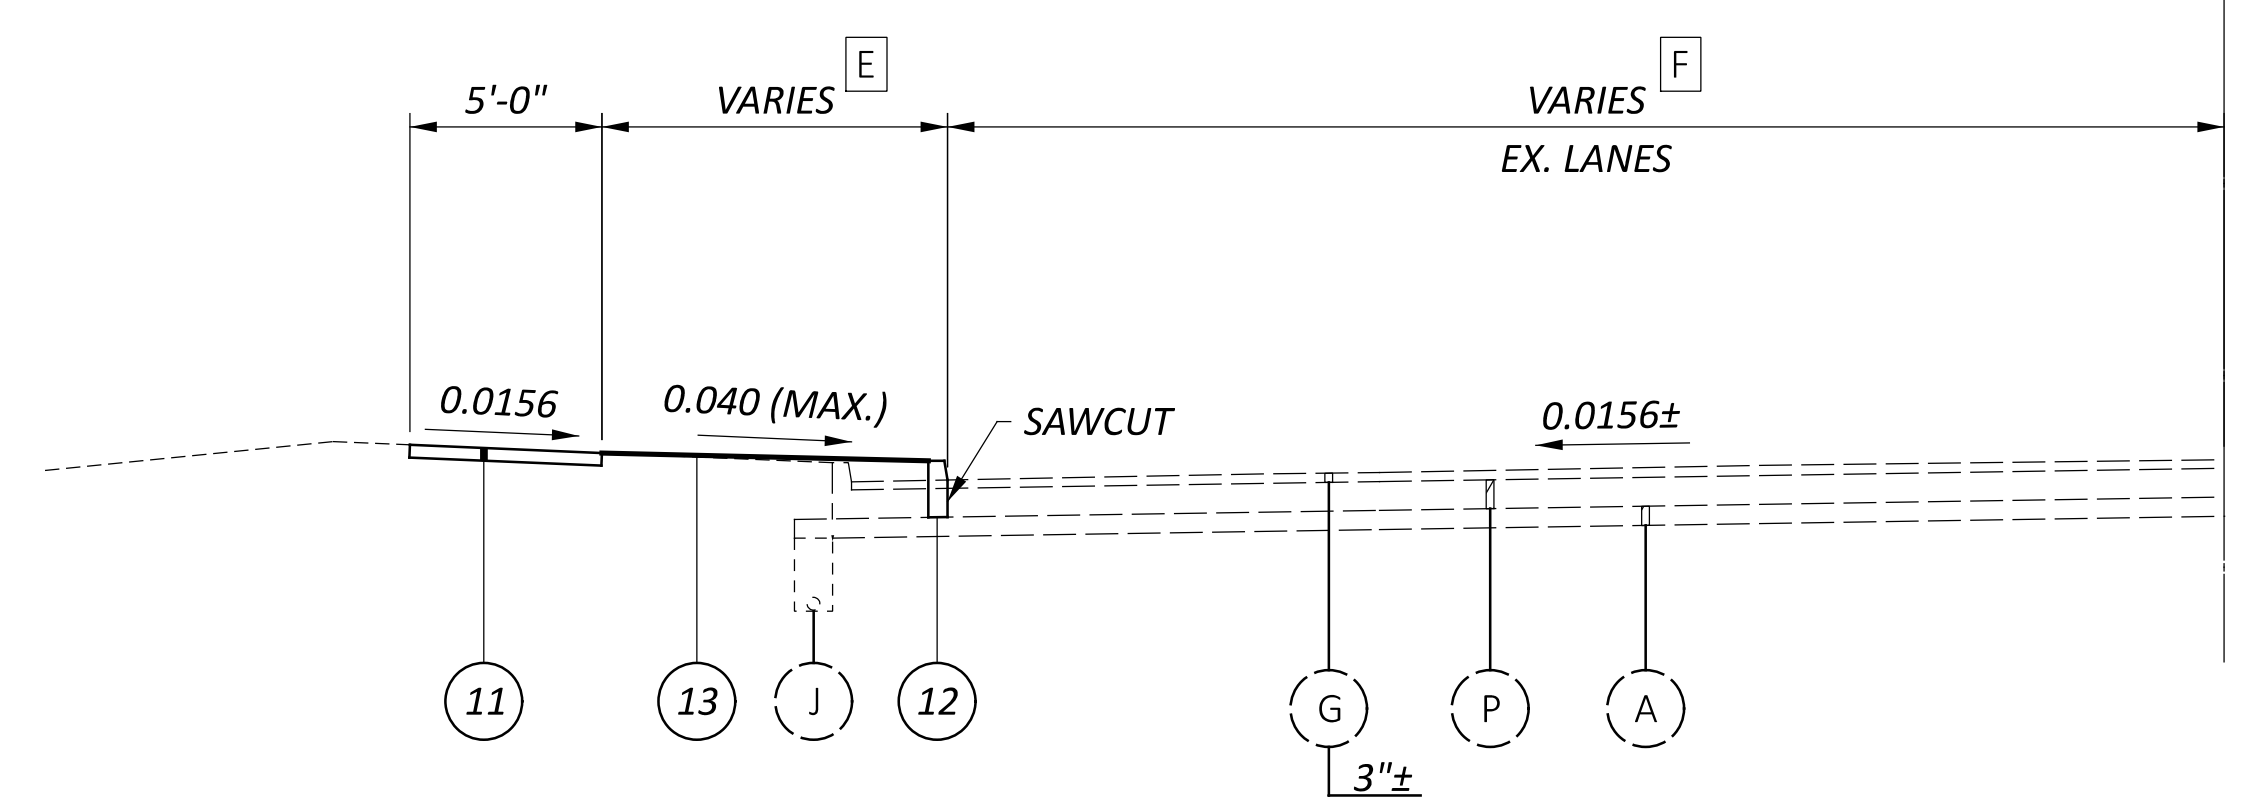 E
F
5'-0"
VARIES
VARIES
EX. LANES
0.0156
0.040 (MAX.)
SAWCUT
0.0156±
11
13
J
12
G
P
A
3"±